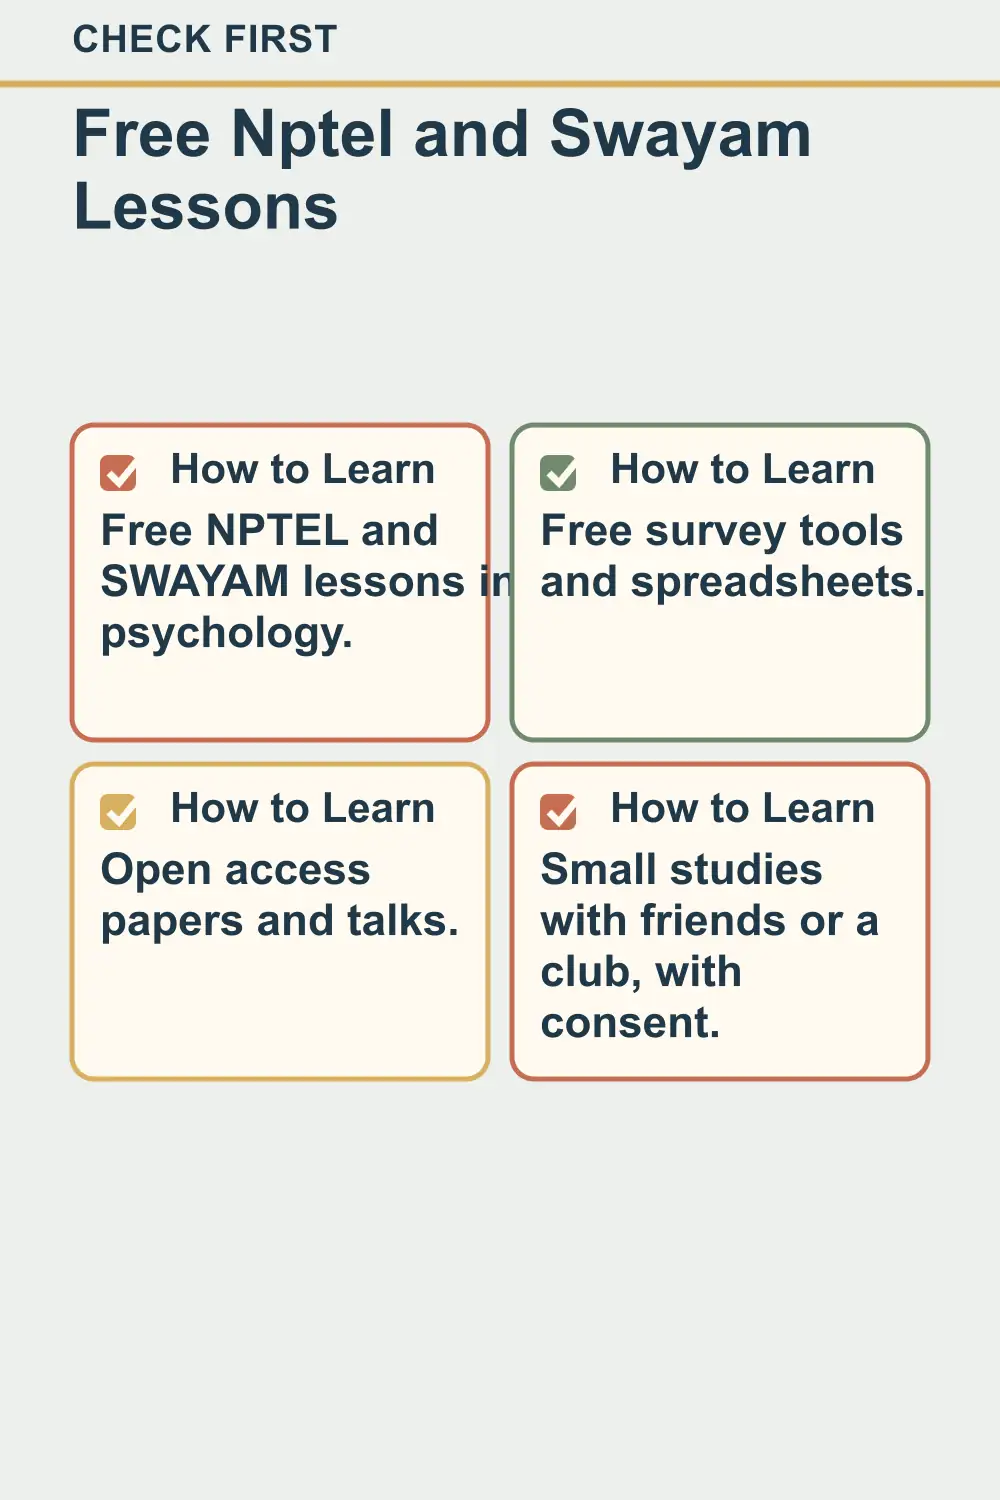 CHECK FIRST
Free Nptel and Swayam
Lessons
How to Learn
Free NPTEL and
SWAYAM lessons in
psychology.
How to Learn
Free survey tools
and spreadsheets.
How to Learn
Open access
papers and talks.
How to Learn
Small studies
with friends or a
club, with
consent.